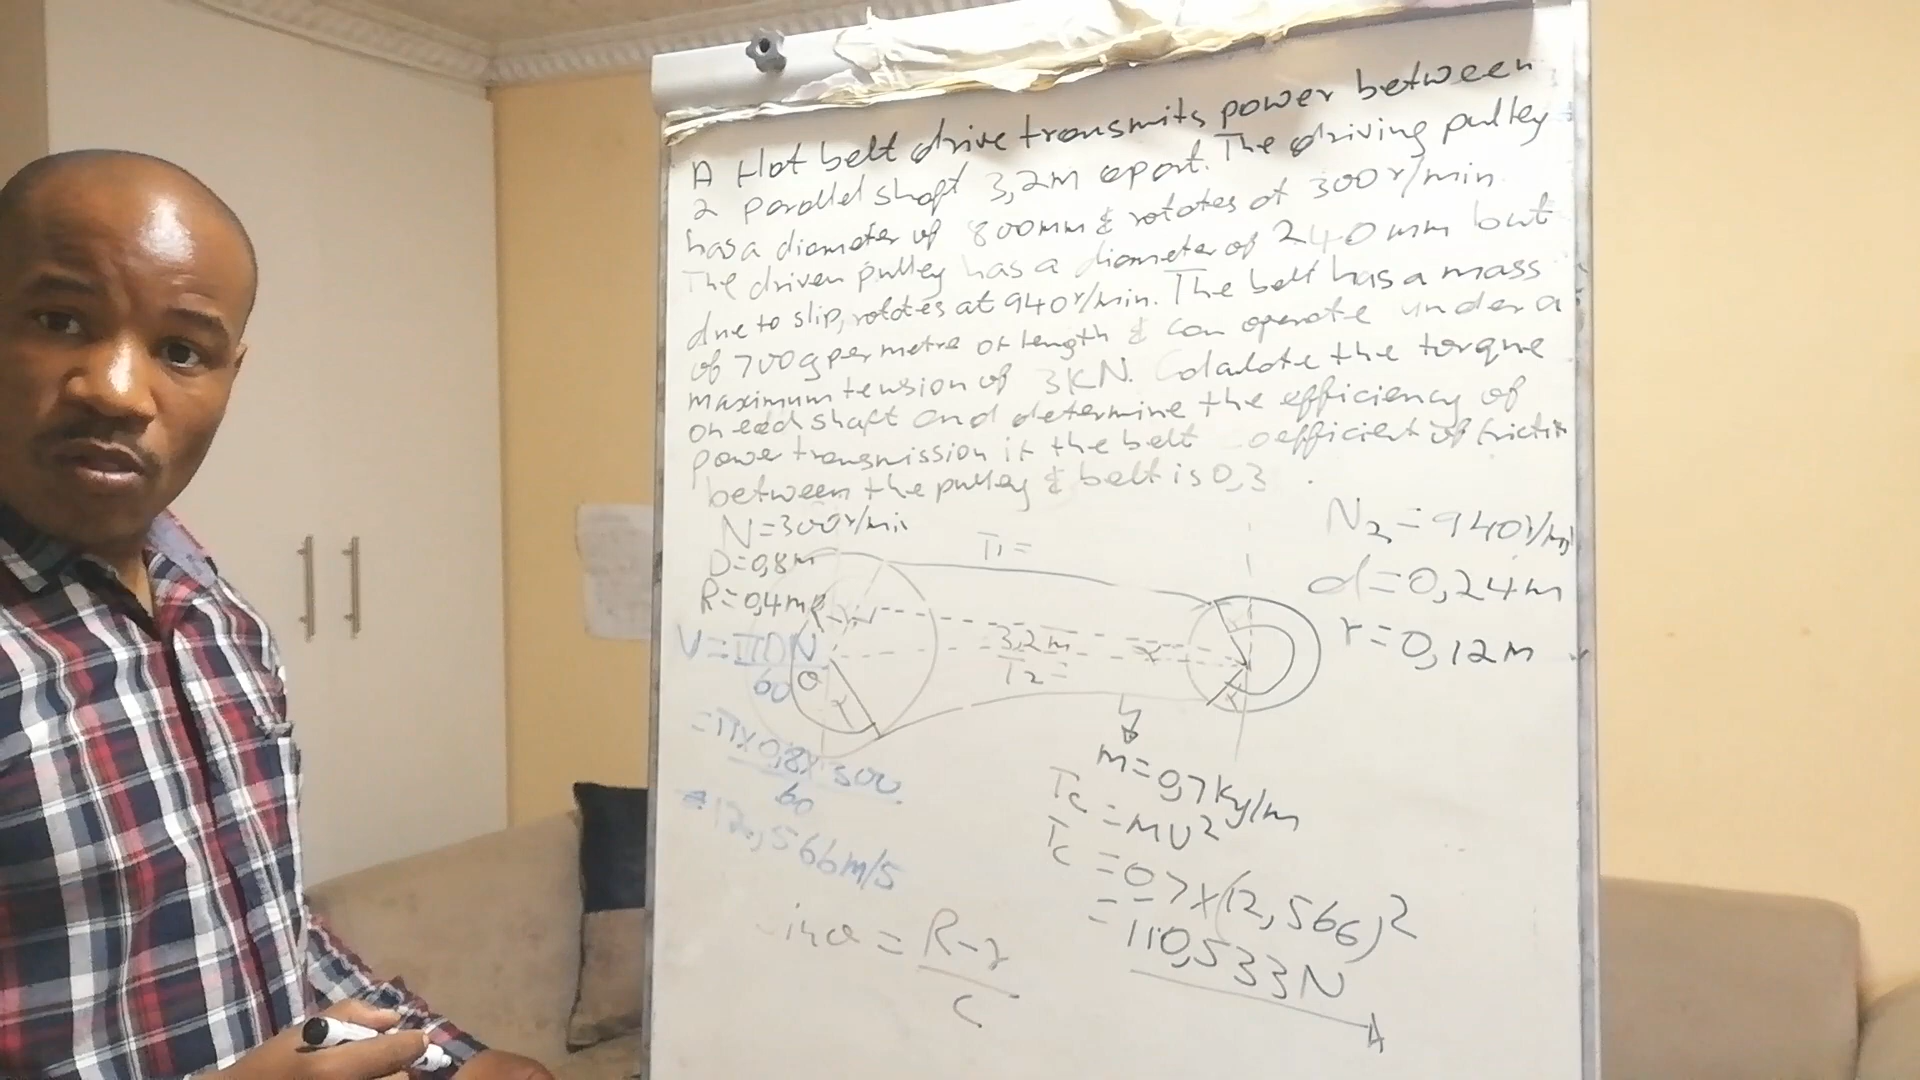 A flat belt drive transmits power between
2 parallel shaft 3,2m apart. The driving pulley
has a diameter of 800mm & rotates at 300 r/min.
The driven pulley has a diameter of 240mm but
due to slip, rotates at 940 r/min. The belt has a mass
of 700g per metre of length & can operate under a
maximum tension of 3KN. Calculate the torque
on each shaft and determine the efficiency of
power transmission if the belt coefficient of friction
between the pulley & belt is 0,3.
N=300r/min
D=0,8m
R=0,4m
V=πDN
60
=π×0,8×300
60
=12,566m/s
T1=
3,2m
T2=
θ
N2=940r/min
d=0,24m
r=0,12m
m=0,7kg/m
Tc=mv2
Tc=0,7×(12,566)2
=110,533N
=R-r
C